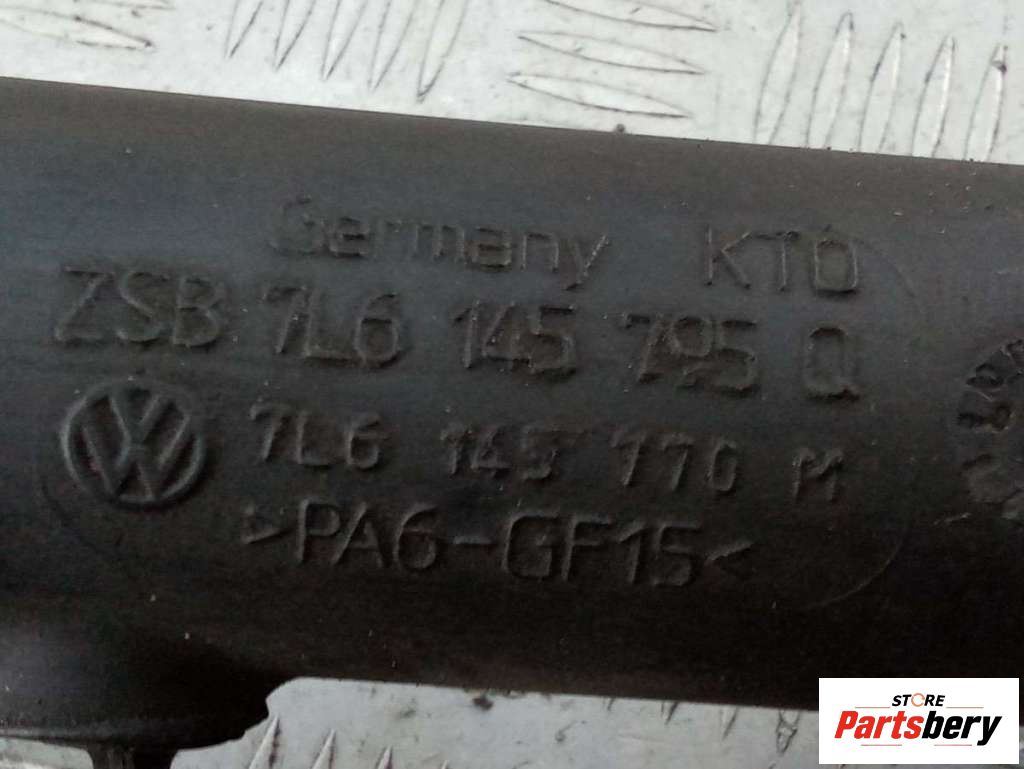 Germany KTO
ZSB 7L6 145 795 Q
7L6 145 770 M
>PA6-GF15<
STORE
Partsbery